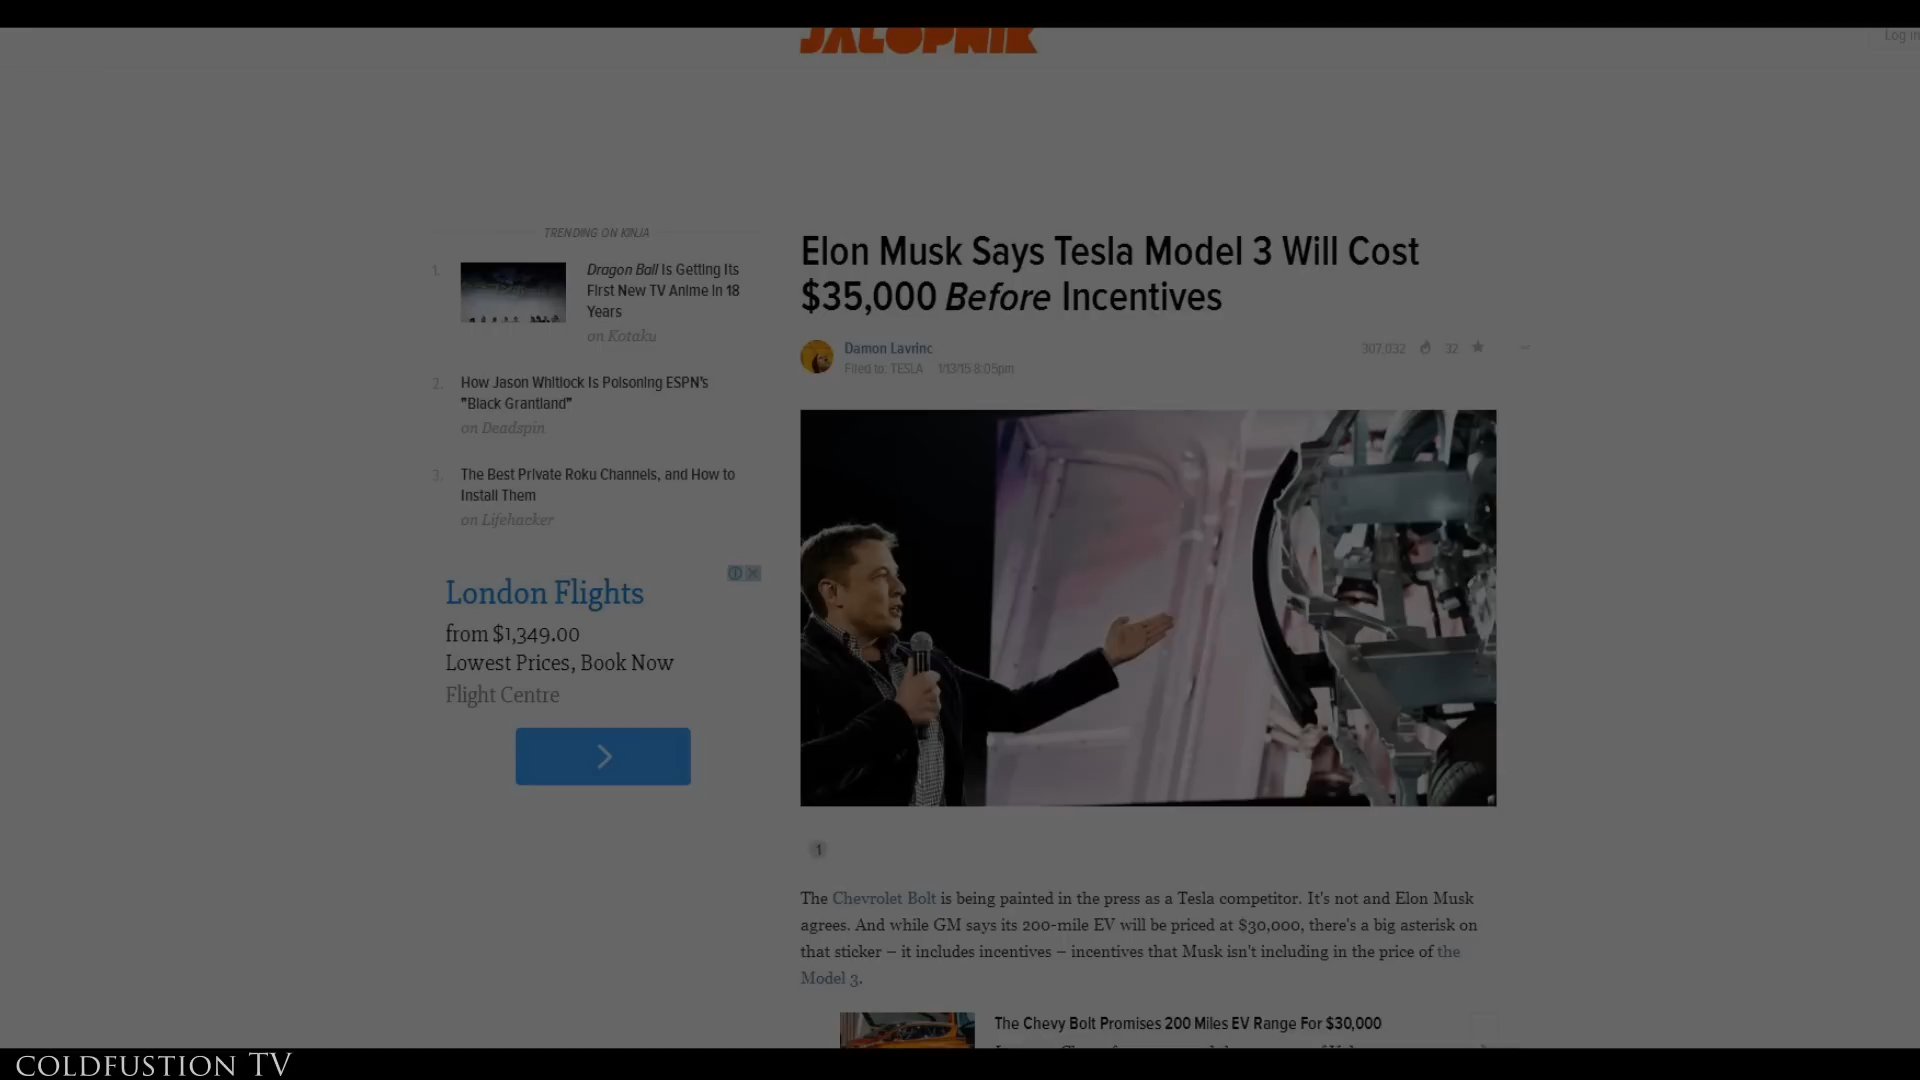 JALOPNIK
Log in
TRENDING ON KINJA
1.
Dragon Ball Is Getting Its
First New TV Anime in 18
Years
on Kotaku
2.
How Jason Whitlock Is Poisoning ESPN's
"Black Grantland"
on Deadspin
3.
The Best Private Roku Channels, and How to
Install Them
on Lifehacker
London Flights
from $1,349.00
Lowest Prices, Book Now
Flight Centre
Elon Musk Says Tesla Model 3 Will Cost
$35,000 Before Incentives
Damon Lavrinc
307,032 32
Filed to: TESLA 1/13/15 8:05pm
1
The Chevrolet Bolt is being painted in the press as a Tesla competitor. It's not and Elon Musk
agrees. And while GM says its 200-mile EV will be priced at $30,000, there's a big asterisk on
that sticker – it includes incentives – incentives that Musk isn't including in the price of the
Model 3.
The Chevy Bolt Promises 200 Miles EV Range For $30,000
COLDFUSTION TV